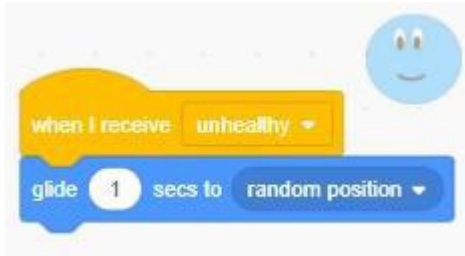 when I receive unhealthy
glide 1 secs to random position